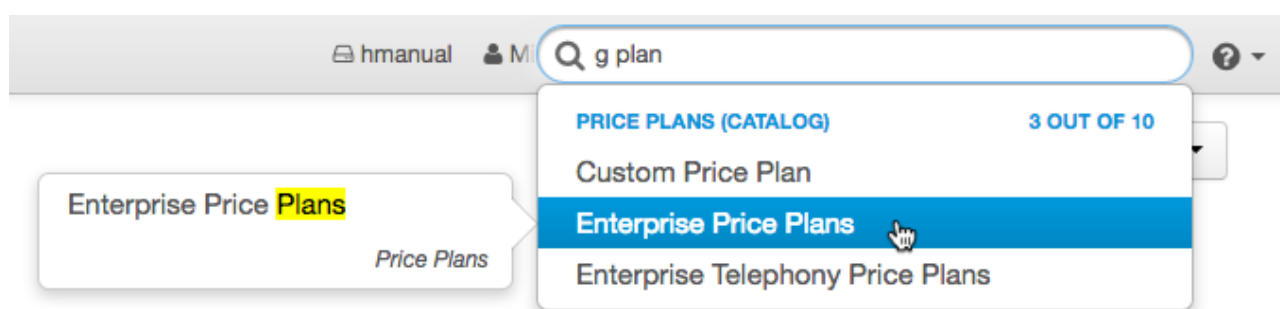 hmanual
g plan
PRICE PLANS (CATALOG) 3 OUT OF 10
Custom Price Plan
Enterprise Price Plans
Enterprise Telephony Price Plans
Enterprise Price Plans
Price Plans